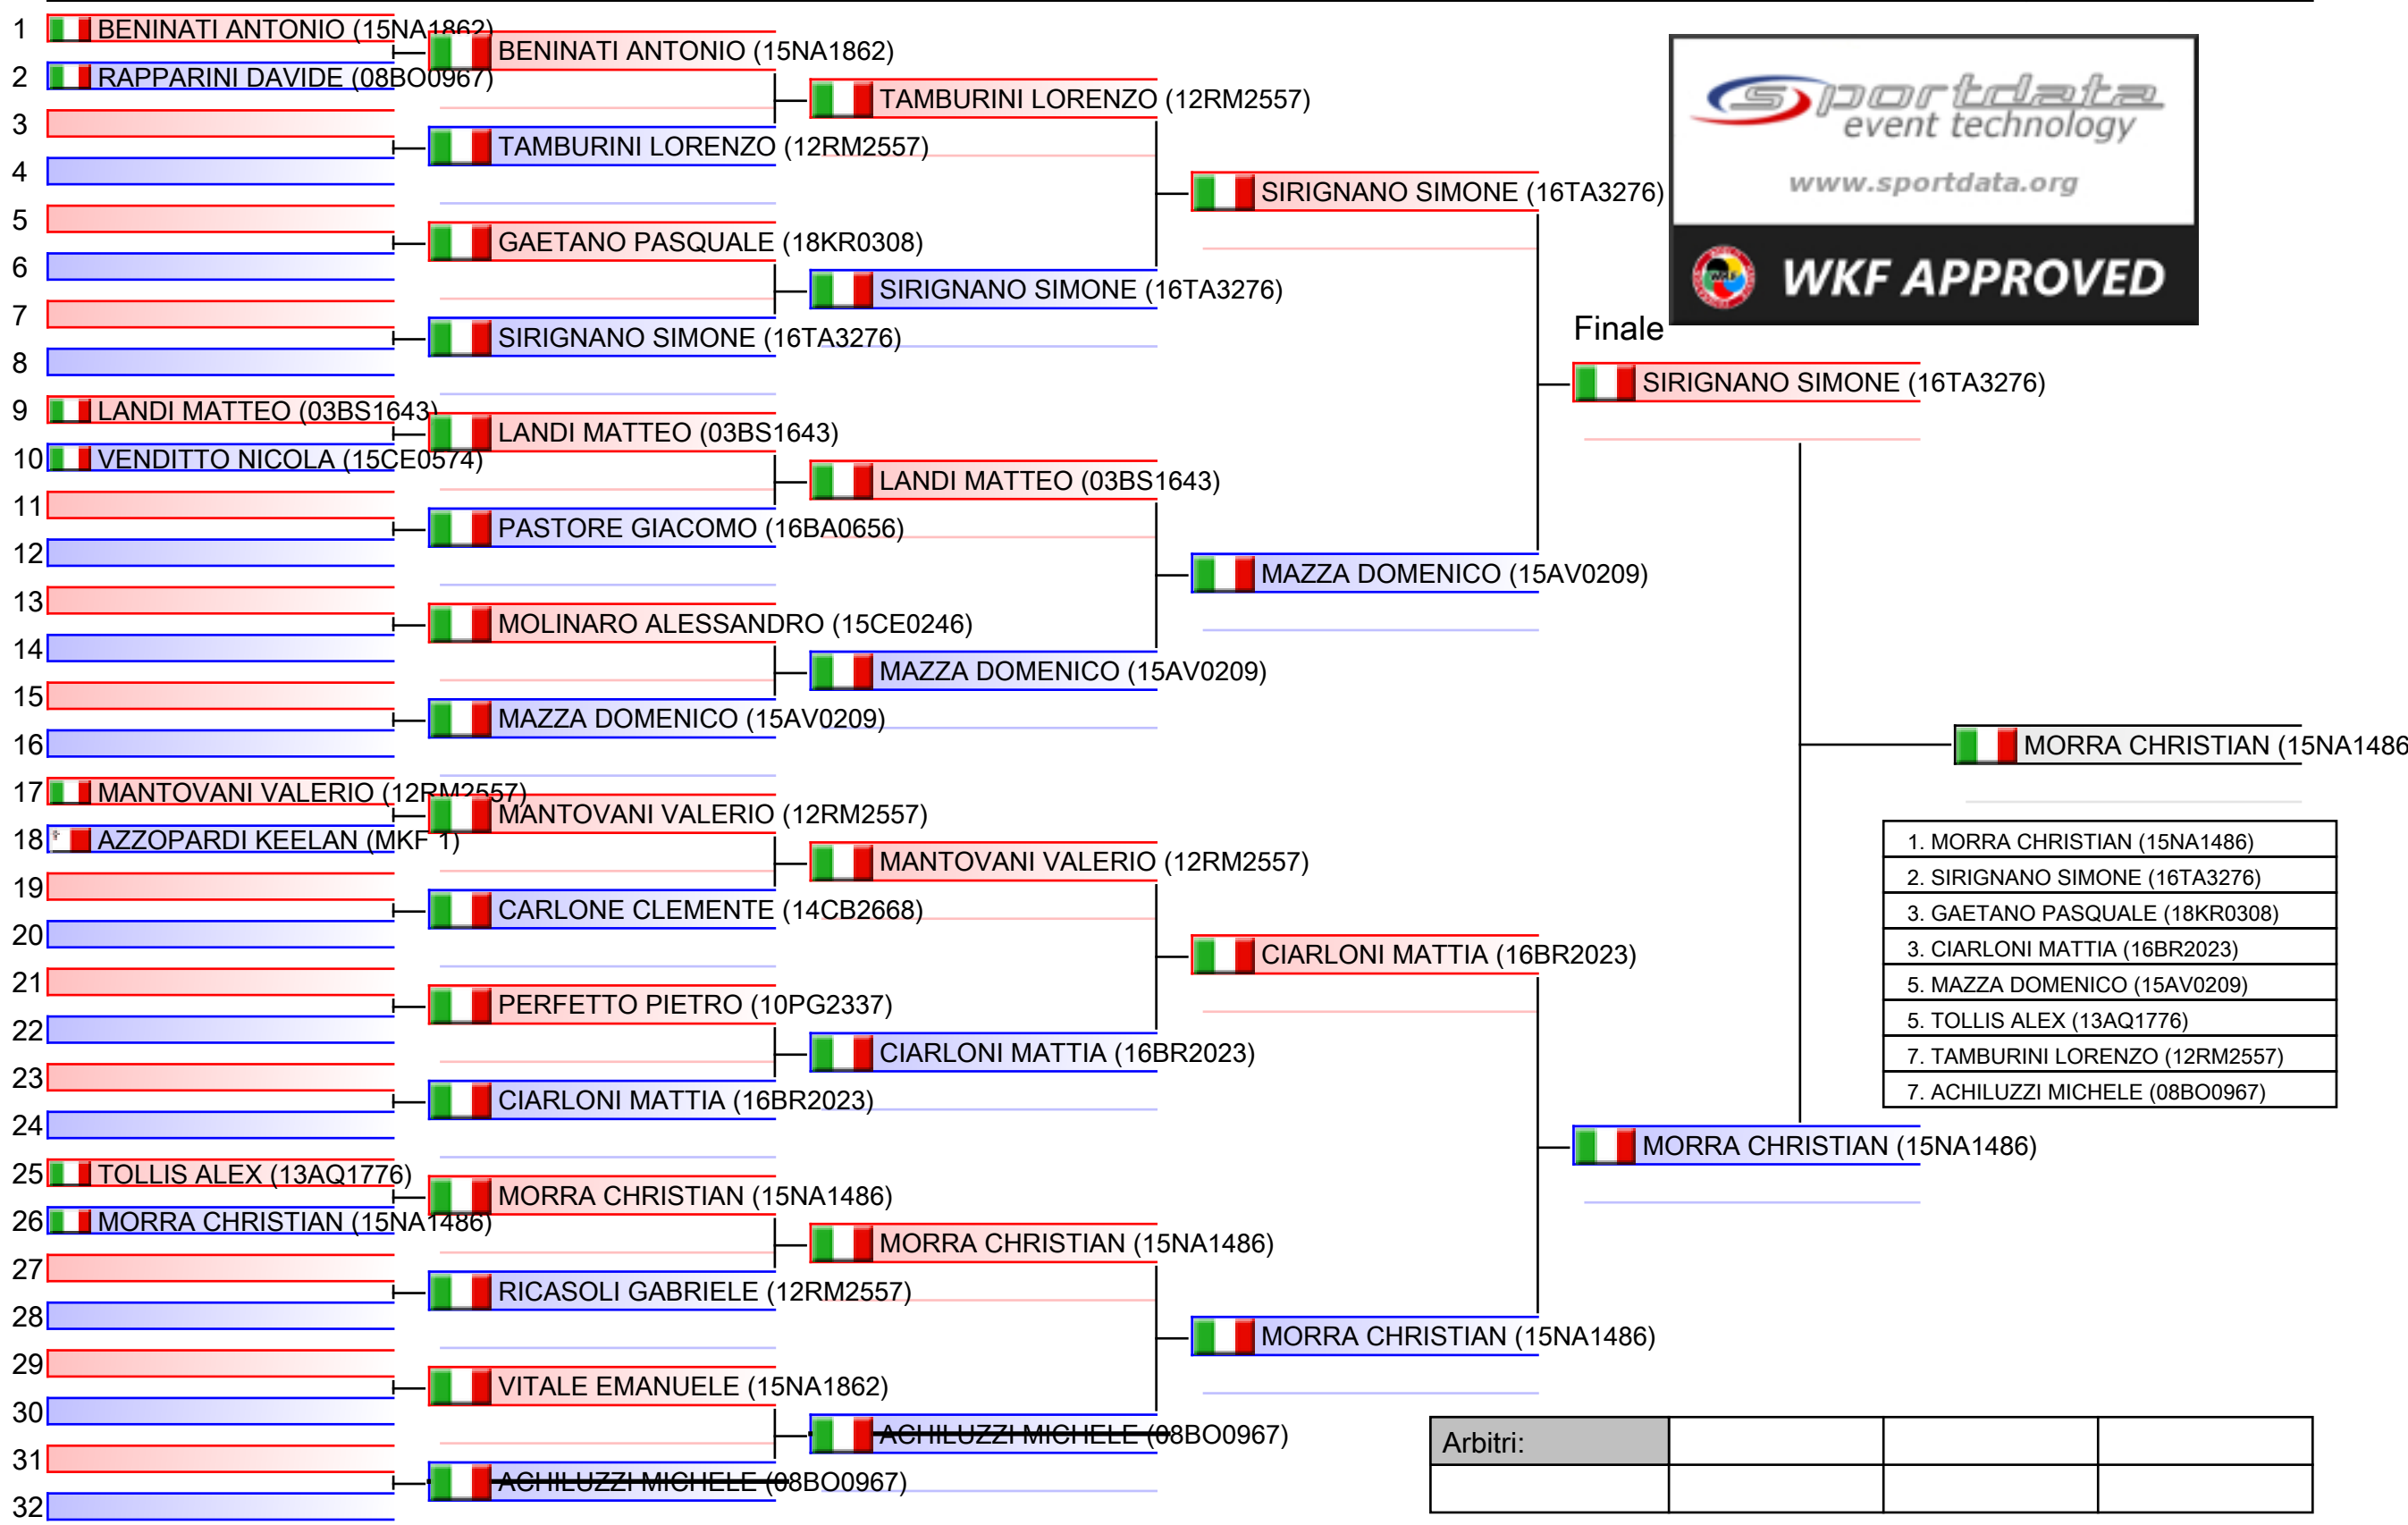 1 BENINATI ANTONIO (15NA1862)
2 RAPPARINI DAVIDE (08BO0967)
3
4
5
6
7
8
9 LANDI MATTEO (03BS1643)
10 VENDITTO NICOLA (15CE0574)
11
12
13
14
15
16
17 MANTOVANI VALERIO (12RM2557)
18 AZZOPARDI KEELAN (MKF 1)
19
20
21
22
23
24
25 TOLLIS ALEX (13AQ1776)
26 MORRA CHRISTIAN (15NA1486)
27
28
29
30
31
32
BENINATI ANTONIO (15NA1862)
TAMBURINI LORENZO (12RM2557)
GAETANO PASQUALE (18KR0308)
SIRIGNANO SIMONE (16TA3276)
LANDI MATTEO (03BS1643)
PASTORE GIACOMO (16BA0656)
MOLINARO ALESSANDRO (15CE0246)
MAZZA DOMENICO (15AV0209)
MANTOVANI VALERIO (12RM2557)
CARLONE CLEMENTE (14CB2668)
PERFETTO PIETRO (10PG2337)
CIARLONI MATTIA (16BR2023)
MORRA CHRISTIAN (15NA1486)
RICASOLI GABRIELE (12RM2557)
VITALE EMANUELE (15NA1862)
ACHILUZZI MICHELE (08BO0967)
TAMBURINI LORENZO (12RM2557)
SIRIGNANO SIMONE (16TA3276)
LANDI MATTEO (03BS1643)
MAZZA DOMENICO (15AV0209)
MANTOVANI VALERIO (12RM2557)
CIARLONI MATTIA (16BR2023)
MORRA CHRISTIAN (15NA1486)
ACHILUZZI MICHELE (08BO0967)
SIRIGNANO SIMONE (16TA3276)
MAZZA DOMENICO (15AV0209)
CIARLONI MATTIA (16BR2023)
MORRA CHRISTIAN (15NA1486)
Finale
SIRIGNANO SIMONE (16TA3276)
MORRA CHRISTIAN (15NA1486)
MORRA CHRISTIAN (15NA1486
sportdata
event technology
www.sportdata.org
WKF
WKF APPROVED
1. MORRA CHRISTIAN (15NA1486)
2. SIRIGNANO SIMONE (16TA3276)
3. GAETANO PASQUALE (18KR0308)
3. CIARLONI MATTIA (16BR2023)
5. MAZZA DOMENICO (15AV0209)
5. TOLLIS ALEX (13AQ1776)
7. TAMBURINI LORENZO (12RM2557)
7. ACHILUZZI MICHELE (08BO0967)
Arbitri: